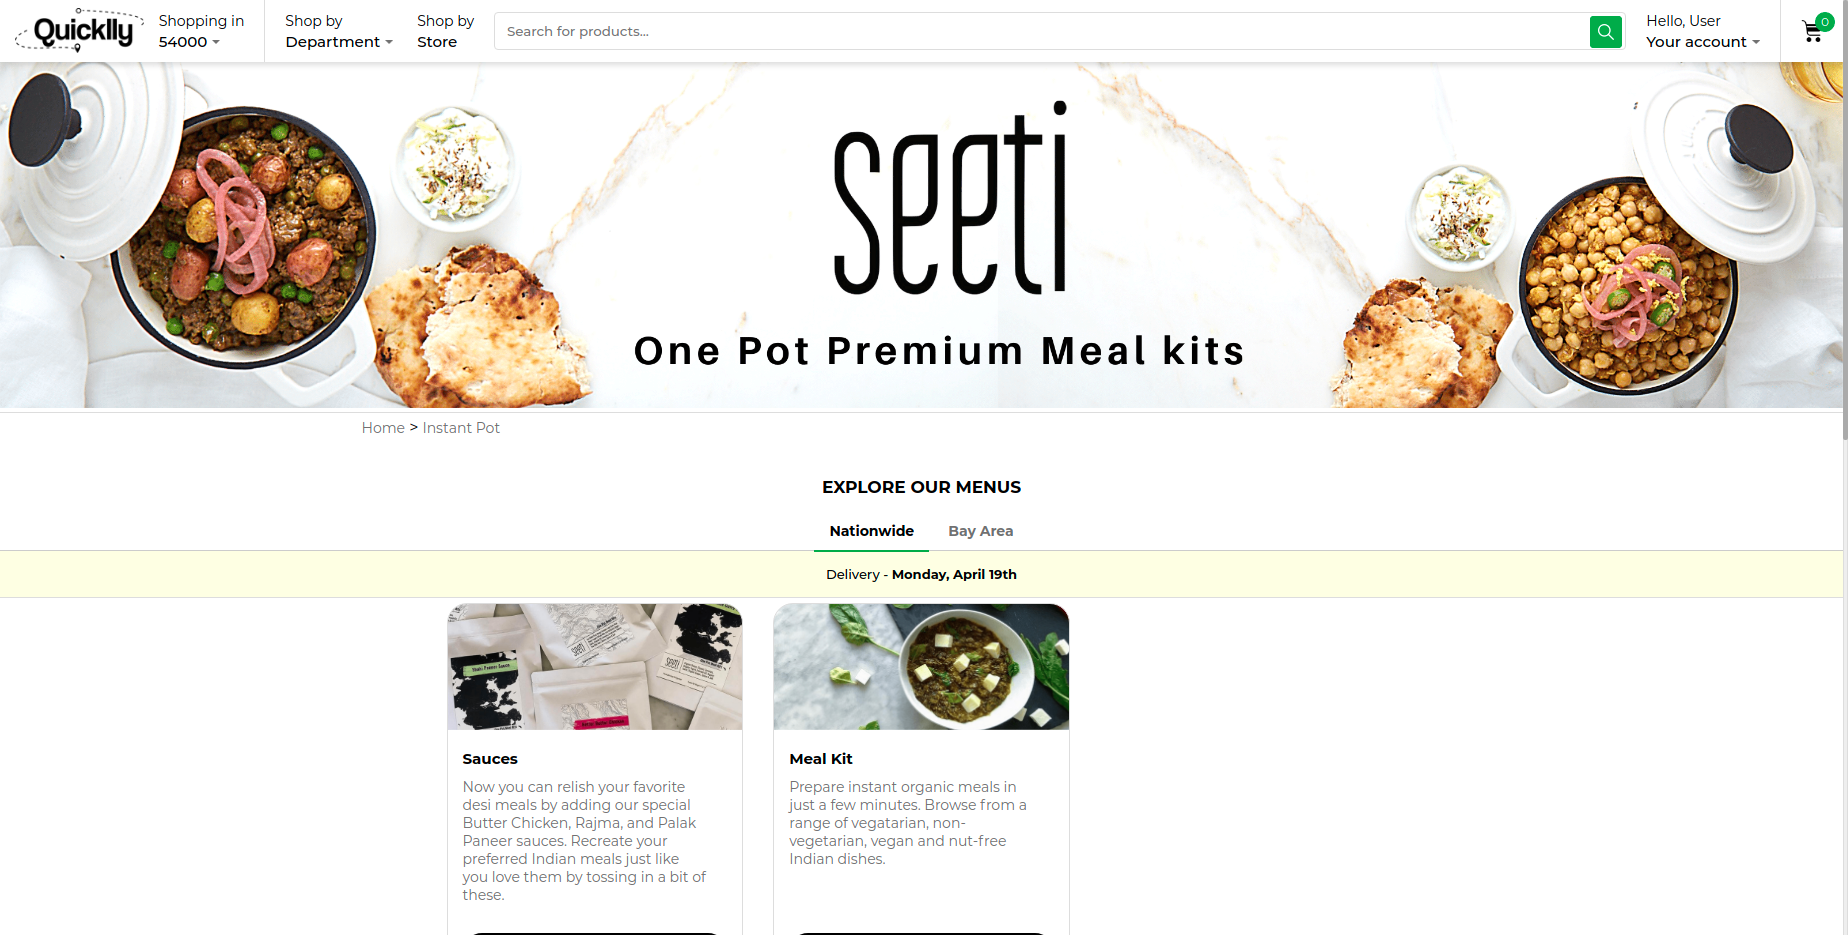 Quicklly
Shopping in
54000
Shop by
Department
Shop by
Store
Search for products...
Hello, User
Your account
0
seeti
One Pot Premium Meal kits
Home > Instant Pot
EXPLORE OUR MENUS
Nationwide
Bay Area
Delivery - Monday, April 19th
seeti
seeti
Sauces
Now you can relish your favorite
desi meals by adding our special
Butter Chicken, Rajma, and Palak
Paneer sauces. Recreate your
preferred Indian meals just like
you love them by tossing in a bit of
these.
Meal Kit
Prepare instant organic meals in
just a few minutes. Browse from a
range of vegatarian, non-
vegetarian, vegan and nut-free
Indian dishes.